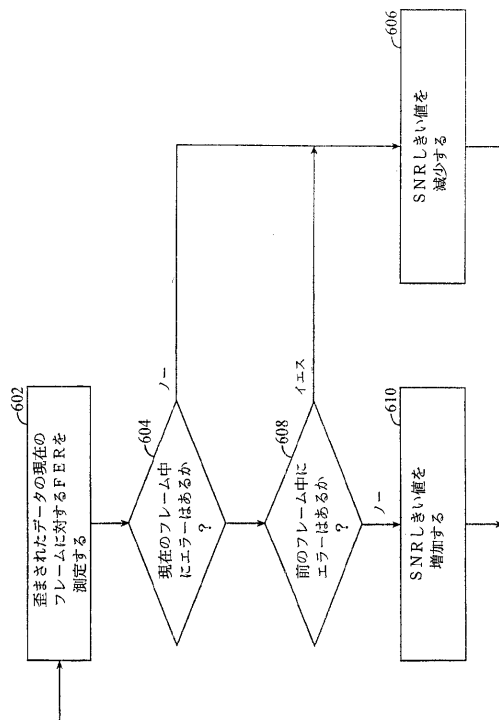 602
歪まされたデータの現在の
フレームに対するFERを
測定する
604
現在のフレーム中
にエラーはあるか
?
ノー
608
前のフレーム中に
エラーはあるか
?
イエス
ノー
606
SNRしきい値を
減少する
610
SNRしきい値を
増加する